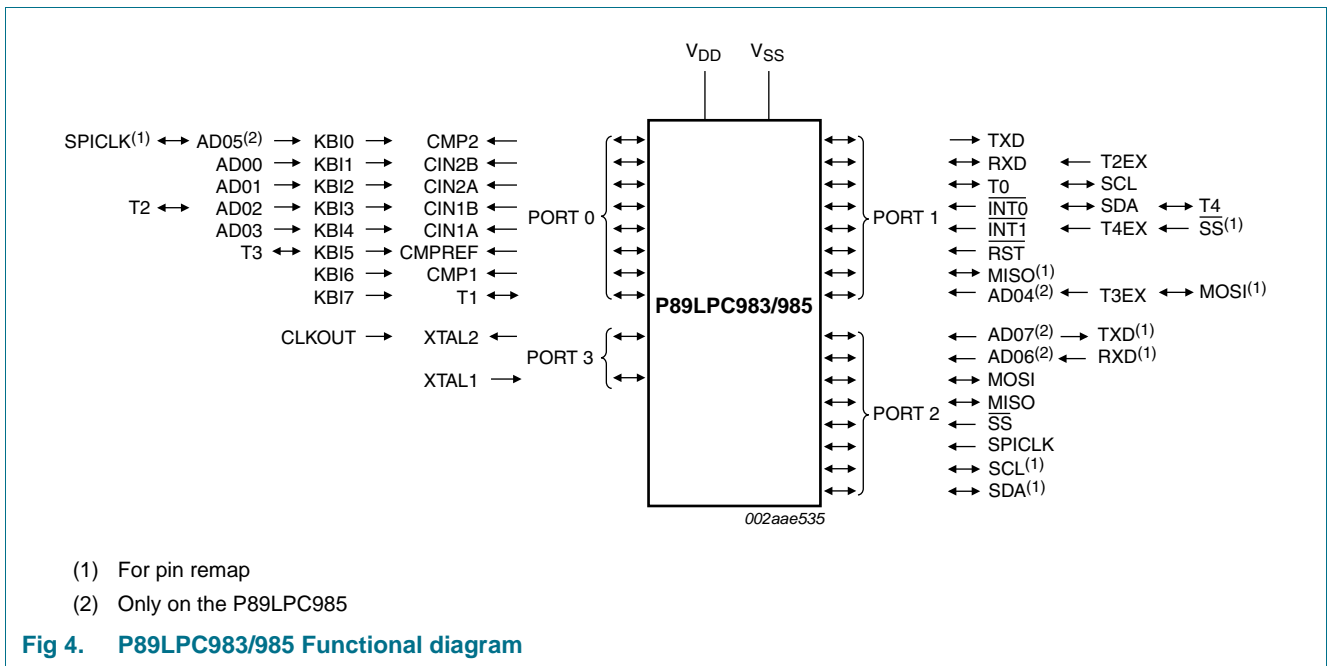 V_DD V_SS
SPICLK(1) AD05(2) KBI0 CMP2 TXD
AD00 KBI1 CIN2B RXD T2EX
AD01 KBI2 CIN2A T0 SCL
T2 AD02 KBI3 CIN1B PORT 0 PORT 1 INT0 SDA T4
AD03 KBI4 CIN1A INT1 T4EX SS(1)
T3 KBI5 CMPREF RST
KBI6 CMP1 MISO(1)
KBI7 T1 AD04(2) T3EX MOSI(1)
P89LPC983/985
CLKOUT XTAL2 AD07(2) TXD(1)
PORT 3 AD06(2) RXD(1)
XTAL1 MOSI
MISO
PORT 2 SS
SPICLK
SCL(1)
SDA(1)
002aae535
(1) For pin remap
(2) Only on the P89LPC985
Fig 4. P89LPC983/985 Functional diagram